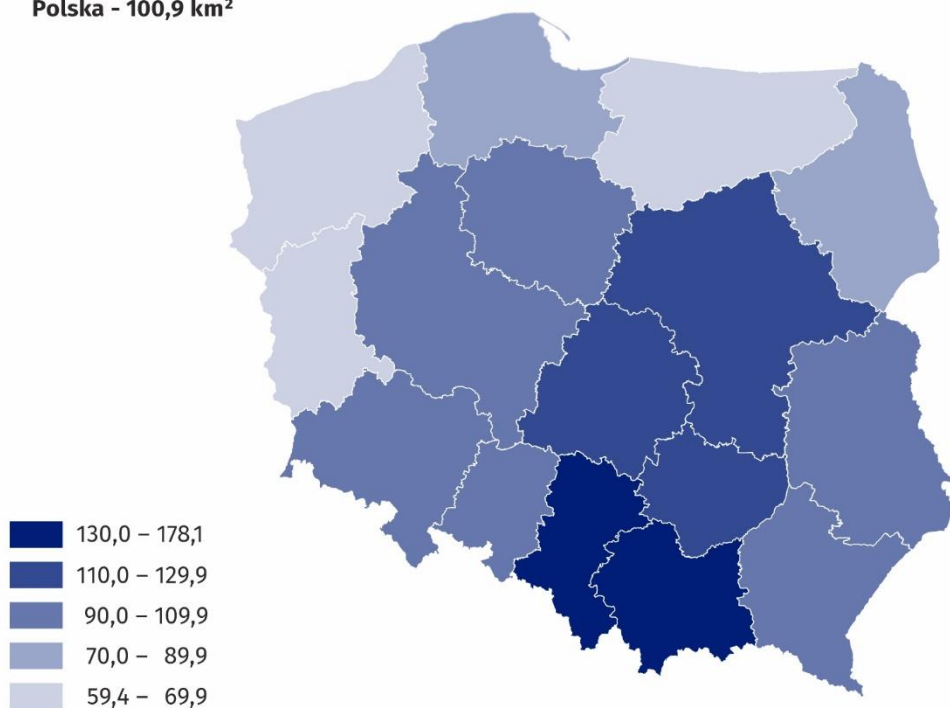 Polska - 100,9 km²
130,0 – 178,1
110,0 – 129,9
90,0 – 109,9
70,0 – 89,9
59,4 – 69,9